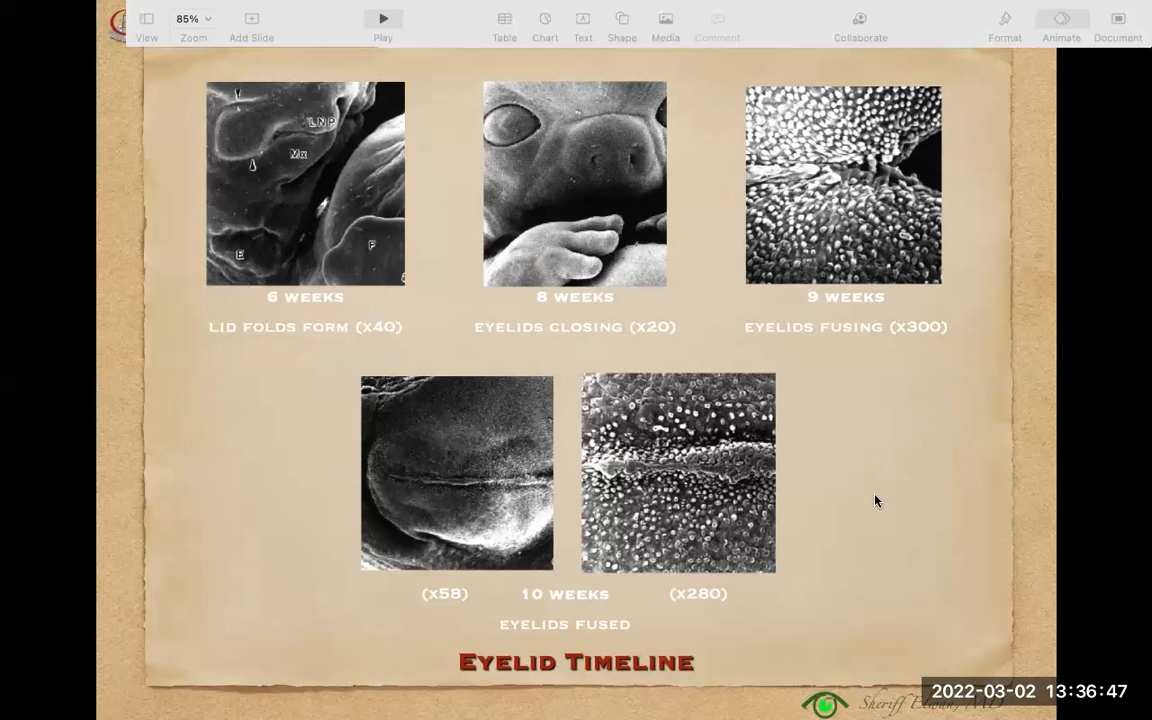 85%
View
Zoom
Add Slide
Play
Table
Chart
Text
Shape
Media
Comment
Collaborate
Format
Animate
Document
LNP
Mx
E
F
6 WEEKS
LID FOLDS FORM (X40)
8 WEEKS
EYELIDS CLOSING (X20)
9 WEEKS
EYELIDS FUSING (X300)
(X58) 10 WEEKS (X280)
EYELIDS FUSED
EYELID TIMELINE
Sheriff Elwan, MD
2022-03-02 13:36:47